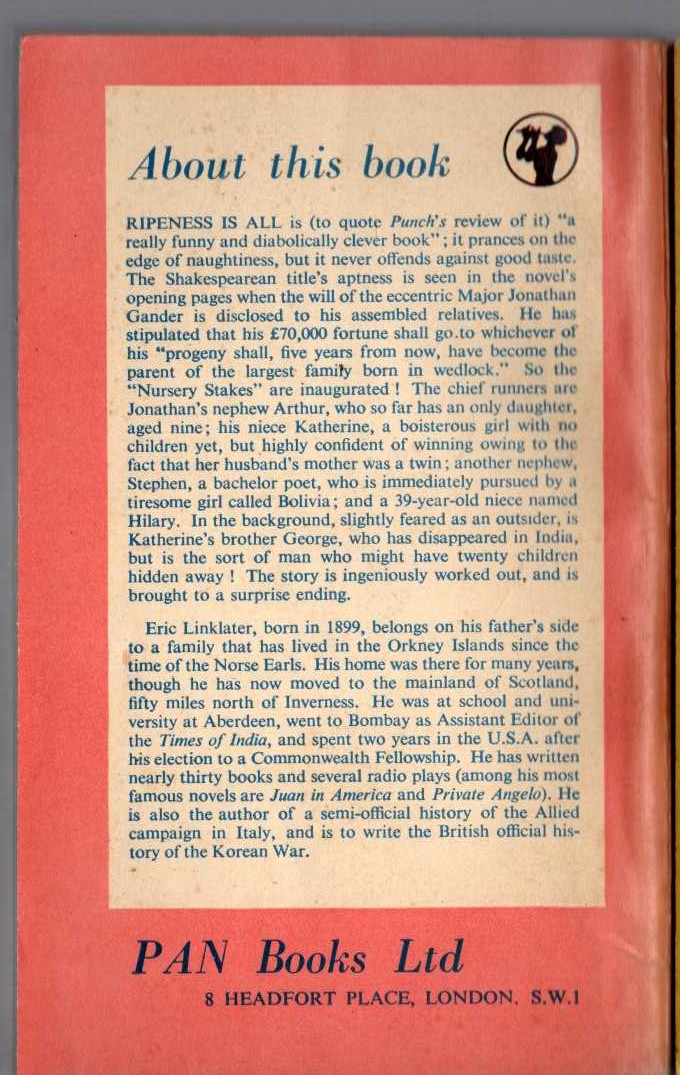 About this book
RIPENESS IS ALL is (to quote Punch's review of it) "a
really funny and diabolically clever book"; it prances on the
edge of naughtiness, but it never offends against good taste.
The Shakespearean title's aptness is seen in the novel's
opening pages when the will of the eccentric Major Jonathan
Gander is disclosed to his assembled relatives. He has
stipulated that his £70,000 fortune shall go.to whichever of
his "progeny shall, five years from now, have become the
parent of the largest family born in wedlock." So the
"Nursery Stakes" are inaugurated ! The chief runners are
Jonathan's nephew Arthur, who so far has an only daughter,
aged nine; his niece Katherine, a boisterous girl with no
children yet, but highly confident of winning owing to the
fact that her husband's mother was a twin; another nephew,
Stephen, a bachelor poet, who is immediately pursued by a
tiresome girl called Bolivia; and a 39-year-old niece named
Hilary. In the background, slightly feared as an outsider, is
Katherine's brother George, who has disappeared in India,
but is the sort of man who might have twenty children
hidden away ! The story is ingeniously worked out, and is
brought to a surprise ending.
Eric Linklater, born in 1899, belongs on his father's side
to a family that has lived in the Orkney Islands since the
time of the Norse Earls. His home was there for many years,
though he has now moved to the mainland of Scotland,
fifty miles north of Inverness. He was at school and uni-
versity at Aberdeen, went to Bombay as Assistant Editor of
the Times of India, and spent two years in the U.S.A. after
his election to a Commonwealth Fellowship. He has written
nearly thirty books and several radio plays (among his most
famous novels are Juan in America and Private Angelo). He
is also the author of a semi-official history of the Allied
campaign in Italy, and is to write the British official his-
tory of the Korean War.
PAN Books Ltd
8 HEADFORT PLACE, LONDON, S.W.1